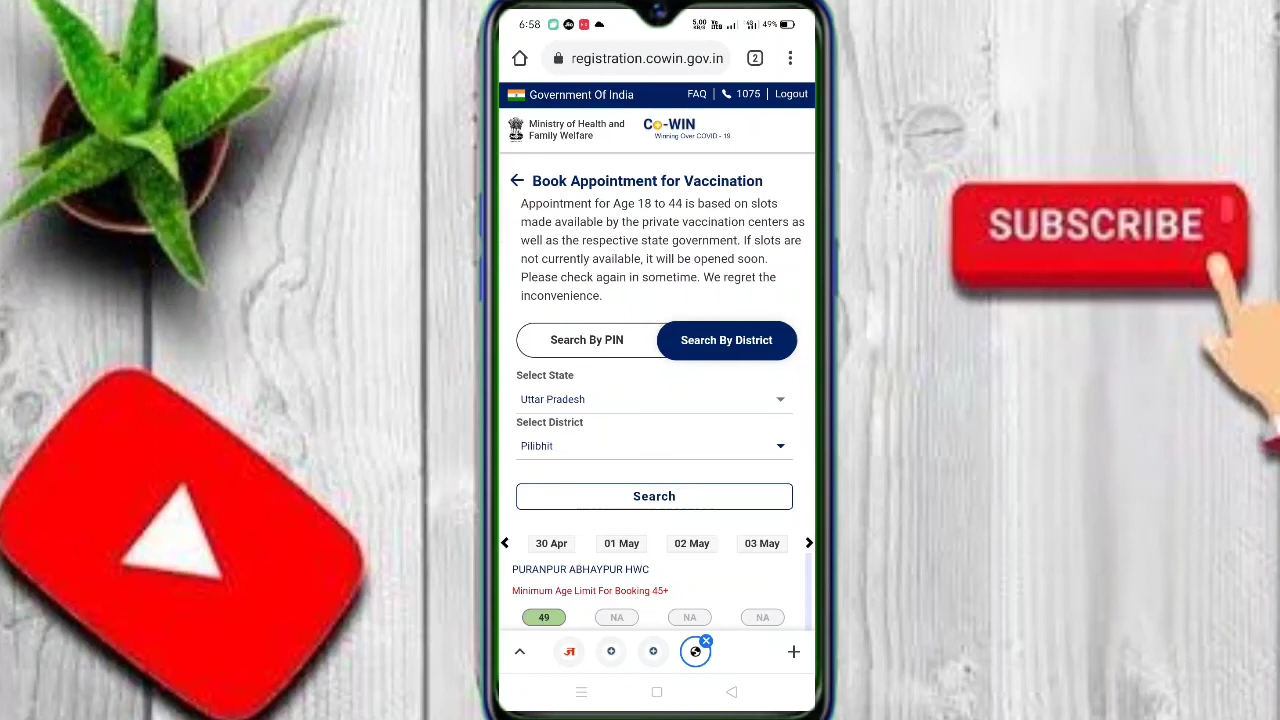 6:58
49%
registration.cowin.gov.in
2
Government Of India
FAQ | 1075 | Logout
Ministry of Health and
Family Welfare
Co-WIN
Winning Over COVID - 19
Book Appointment for Vaccination
Appointment for Age 18 to 44 is based on slots
made available by the private vaccination centers as
well as the respective state government. If slots are
not currently available, it will be opened soon.
Please check again in sometime. We regret the
inconvenience.
Search By PIN
Search By District
Select State
Uttar Pradesh
Select District
Pilibhit
Search
30 Apr 01 May 02 May 03 May
PURANPUR ABHAYPUR HWC
Minimum Age Limit For Booking 45+
49 NA NA NA
SUBSCRIBE